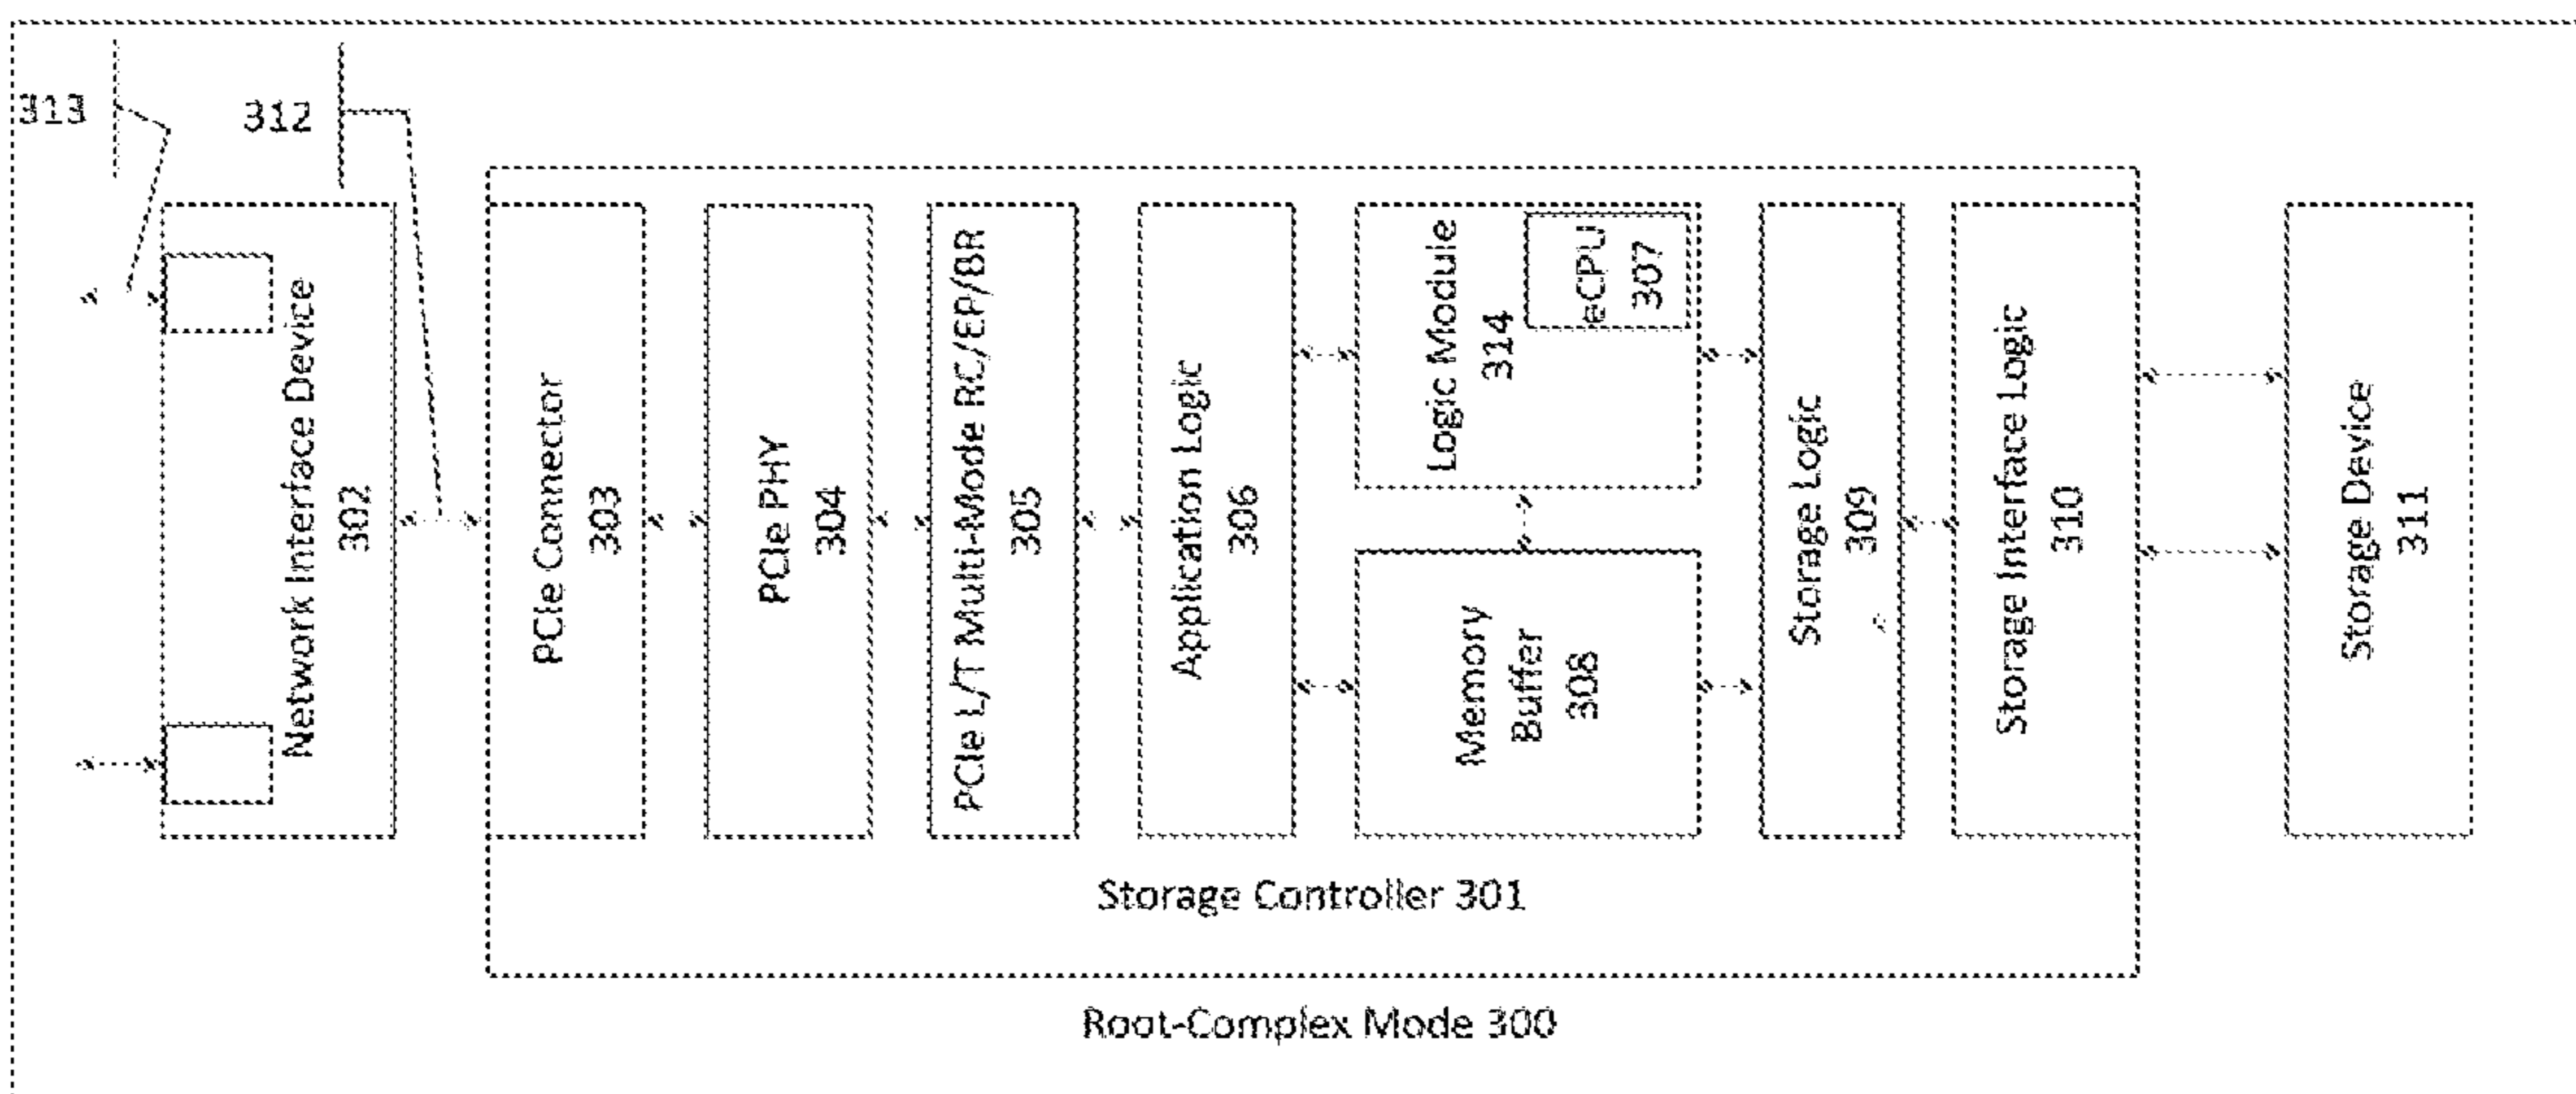 313
312
Network Interface Device
302
PCIe Connector
303
PCIe PHY
304
PCIe L/T Multi-Mode RC/EP/BR
305
Application Logic
306
Logic Module
314
eCPU
307
Memory
Buffer
308
Storage Logic
309
Storage Interface Logic
310
Storage Device
311
Storage Controller 301
Root-Complex Mode 300